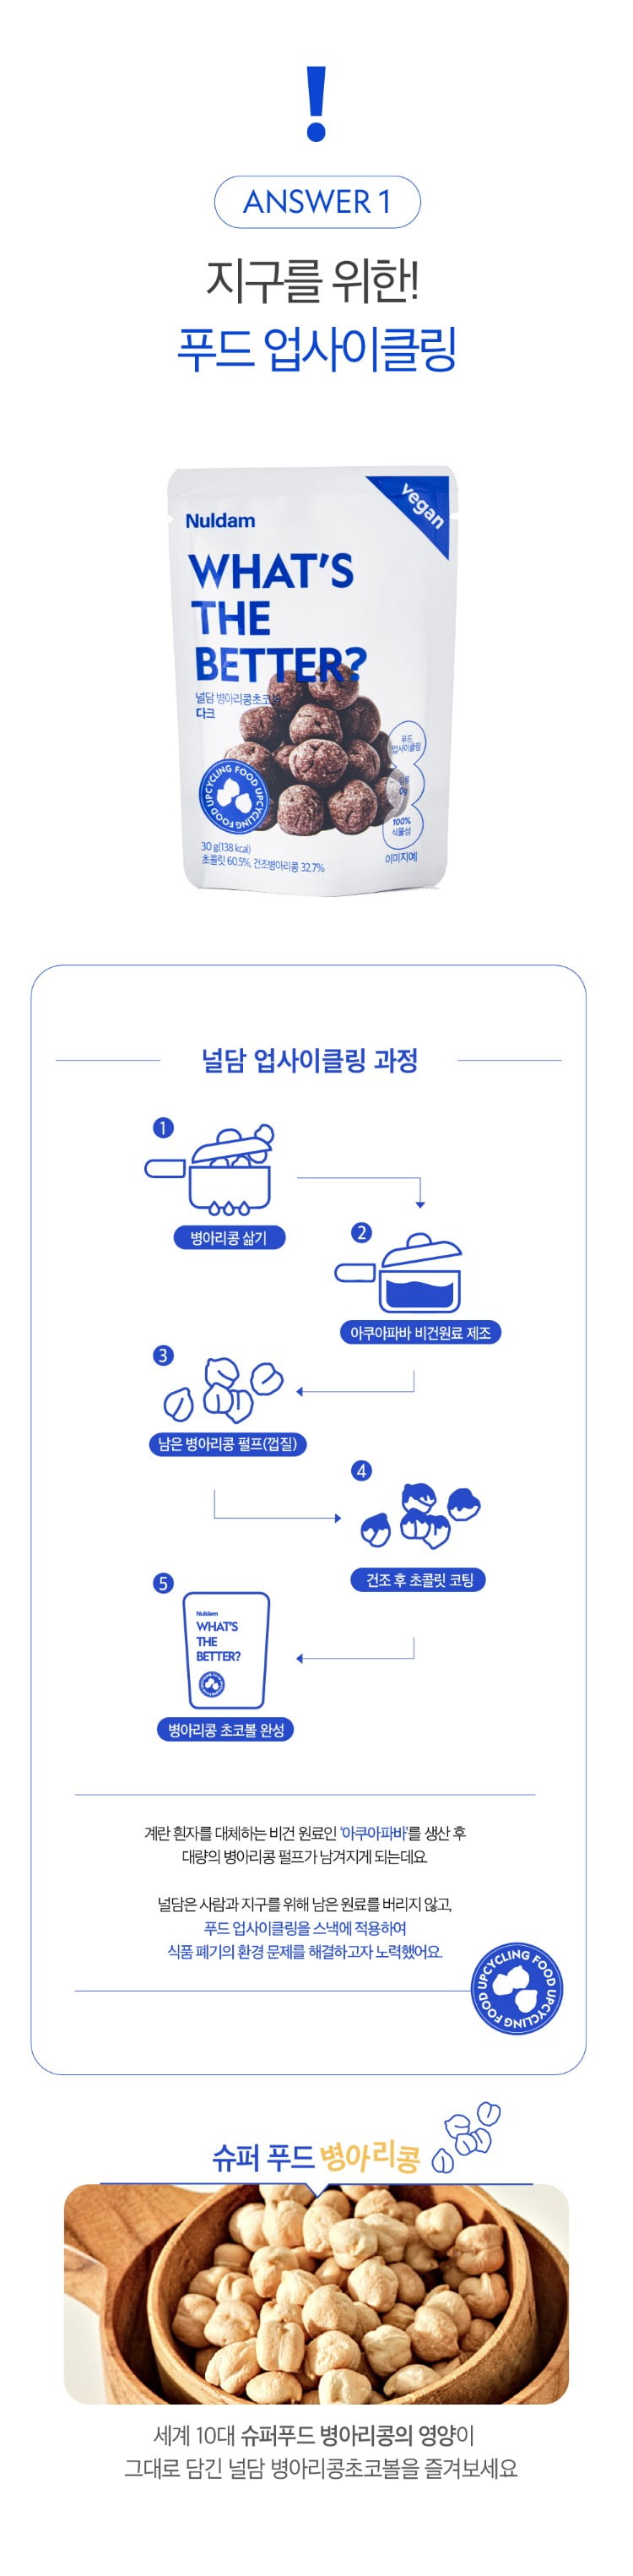 !
ANSWER 1
지구를 위한!
푸드 업사이클링
vegan
Nuldam
WHAT'S
THE
BETTER?
널담 병아리콩초코볼
다크
푸드
업사이클링
0g
100%
식물성
FOOD UPCYCLING FOOD UPCYCLING
30 g(138 kcal)
초콜릿 60.5%, 건조병아리콩 32.7%
이미지예
널담 업사이클링 과정
1
병아리콩 삶기
2
아쿠아파바 비건원료 제조
3
남은 병아리콩 펄프(껍질)
4
건조 후 초콜릿 코팅
5
Nuldam
WHAT'S
THE
BETTER?
병아리콩 초코볼 완성
계란 흰자를 대체하는 비건 원료인 '아쿠아파바'를 생산 후
대량의 병아리콩 펄프가 남겨지게 되는데요.
널담은 사람과 지구를 위해 남은 원료를 버리지 않고,
푸드 업사이클링을 스낵에 적용하여
식품 폐기의 환경 문제를 해결하고자 노력했어요.
FOOD UPCYCLING FOOD UPCYCLING
슈퍼 푸드 병아리콩
세계 10대 슈퍼푸드 병아리콩의 영양이
그대로 담긴 널담 병아리콩초코볼을 즐겨보세요